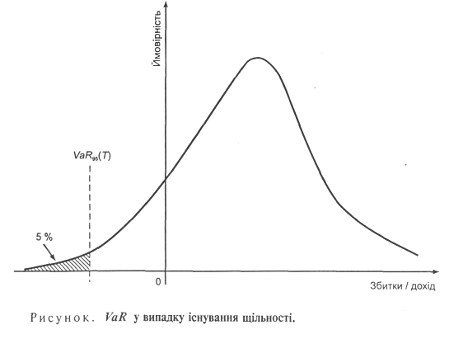 Ймовірність
VaR₉₅(T)
5 %
0
Збитки / дохід
Рисунок. VaR у випадку існування щільності.